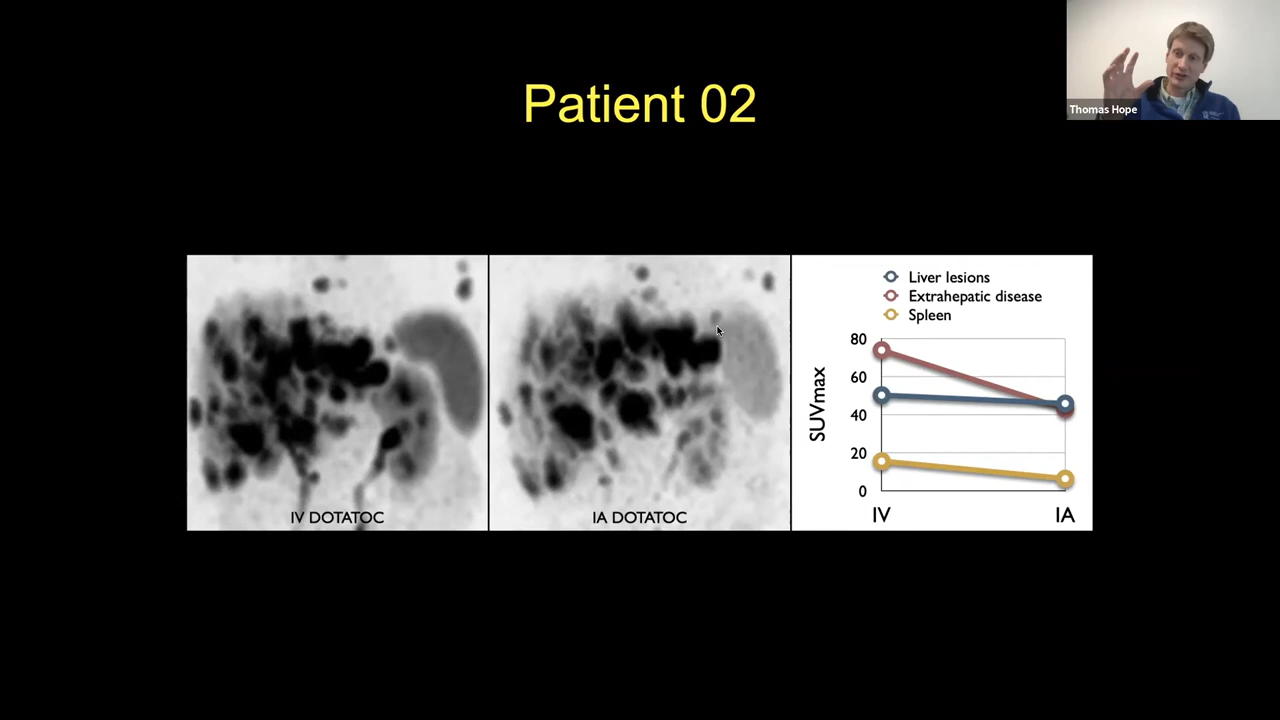 Patient 02
Thomas Hope
IV DOTATOC
IA DOTATOC
Liver lesions
Extrahepatic disease
Spleen
SUVmax
80
60
40
20
0
IV
IA